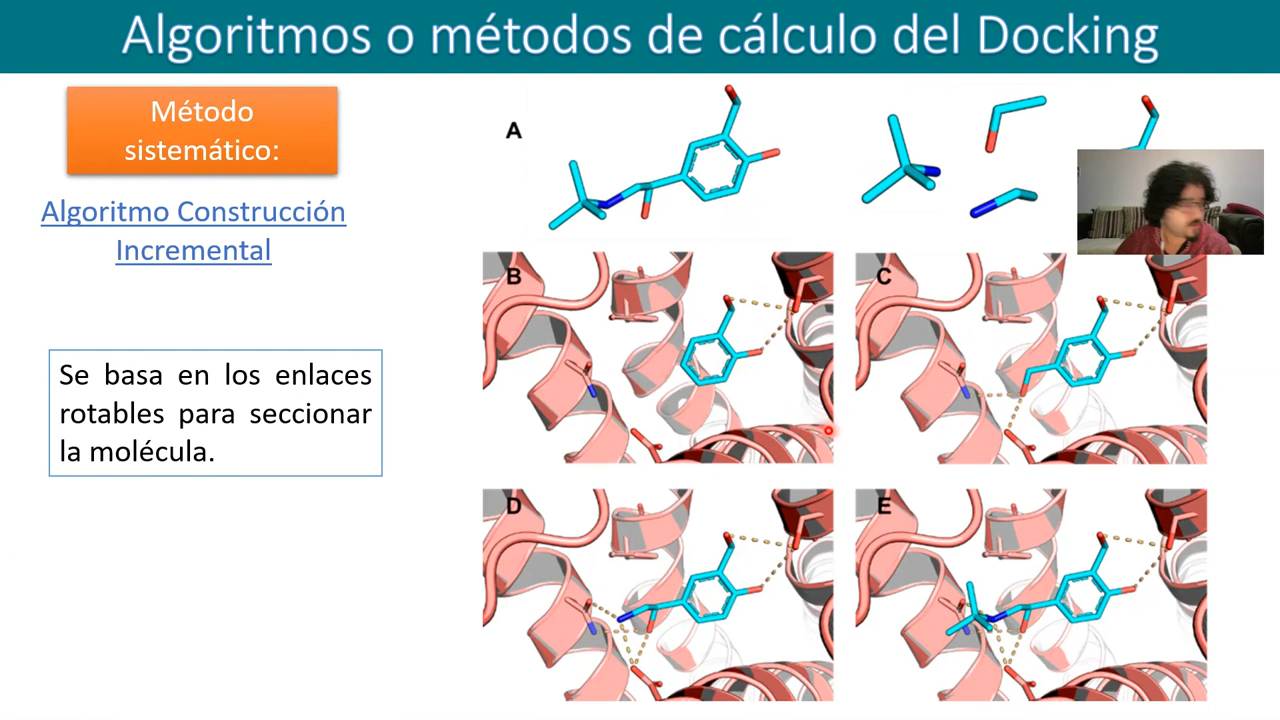 Algoritmos o métodos de cálculo del Docking
Método
sistemático:
Algoritmo Construcción
Incremental
Se basa en los enlaces
rotables para seccionar
la molécula.
A
B
C
D
E